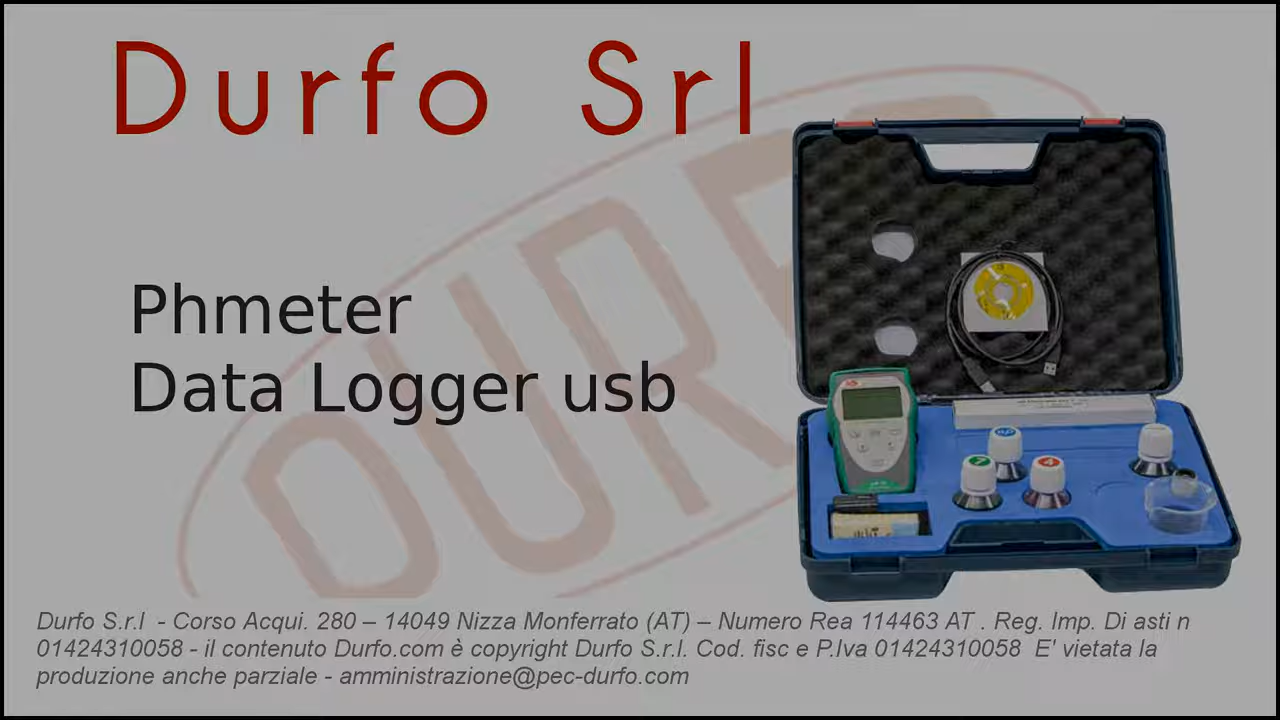 Durfo Srl
Phmeter
Data Logger usb
7
4
Durfo S.r.l - Corso Acqui. 280 – 14049 Nizza Monferrato (AT) – Numero Rea 114463 AT . Reg. Imp. Di asti n
01424310058 - il contenuto Durfo.com è copyright Durfo S.r.l. Cod. fisc e P.Iva 01424310058 E' vietata la
produzione anche parziale - amministrazione@pec-durfo.com